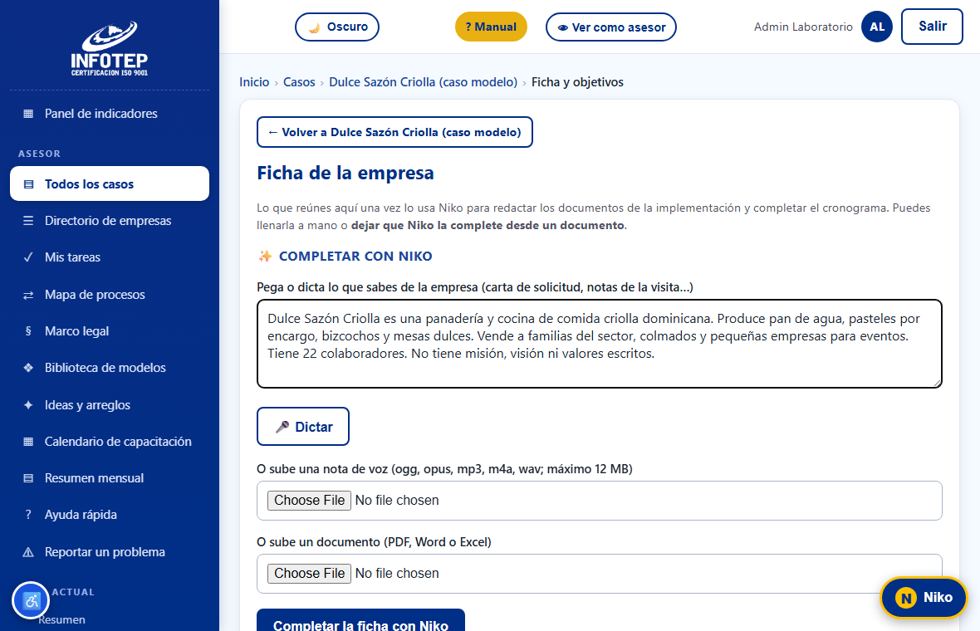 INFOTEP
CERTIFICACION ISO 9001
Panel de indicadores
ASESOR
Todos los casos
Directorio de empresas
Mis tareas
Mapa de procesos
§ Marco legal
Biblioteca de modelos
Ideas y arreglos
Calendario de capacitación
Resumen mensual
? Ayuda rápida
Reportar un problema
ACTUAL
Resumen
Oscuro
? Manual
Ver como asesor
Admin Laboratorio
AL
Salir
Inicio › Casos › Dulce Sazón Criolla (caso modelo) › Ficha y objetivos
← Volver a Dulce Sazón Criolla (caso modelo)
Ficha de la empresa
Lo que reúnes aquí una vez lo usa Niko para redactar los documentos de la implementación y completar el cronograma. Puedes
llenarla a mano o dejar que Niko la complete desde un documento.
✨ COMPLETAR CON NIKO
Pega o dicta lo que sabes de la empresa (carta de solicitud, notas de la visita...)
Dulce Sazón Criolla es una panadería y cocina de comida criolla dominicana. Produce pan de agua, pasteles por
encargo, bizcochos y mesas dulces. Vende a familias del sector, colmados y pequeñas empresas para eventos.
Tiene 22 colaboradores. No tiene misión, visión ni valores escritos.
Dictar
O sube una nota de voz (ogg, opus, mp3, m4a, wav; máximo 12 MB)
Choose File No file chosen
O sube un documento (PDF, Word o Excel)
Choose File No file chosen
Completar la ficha con Niko
N Niko